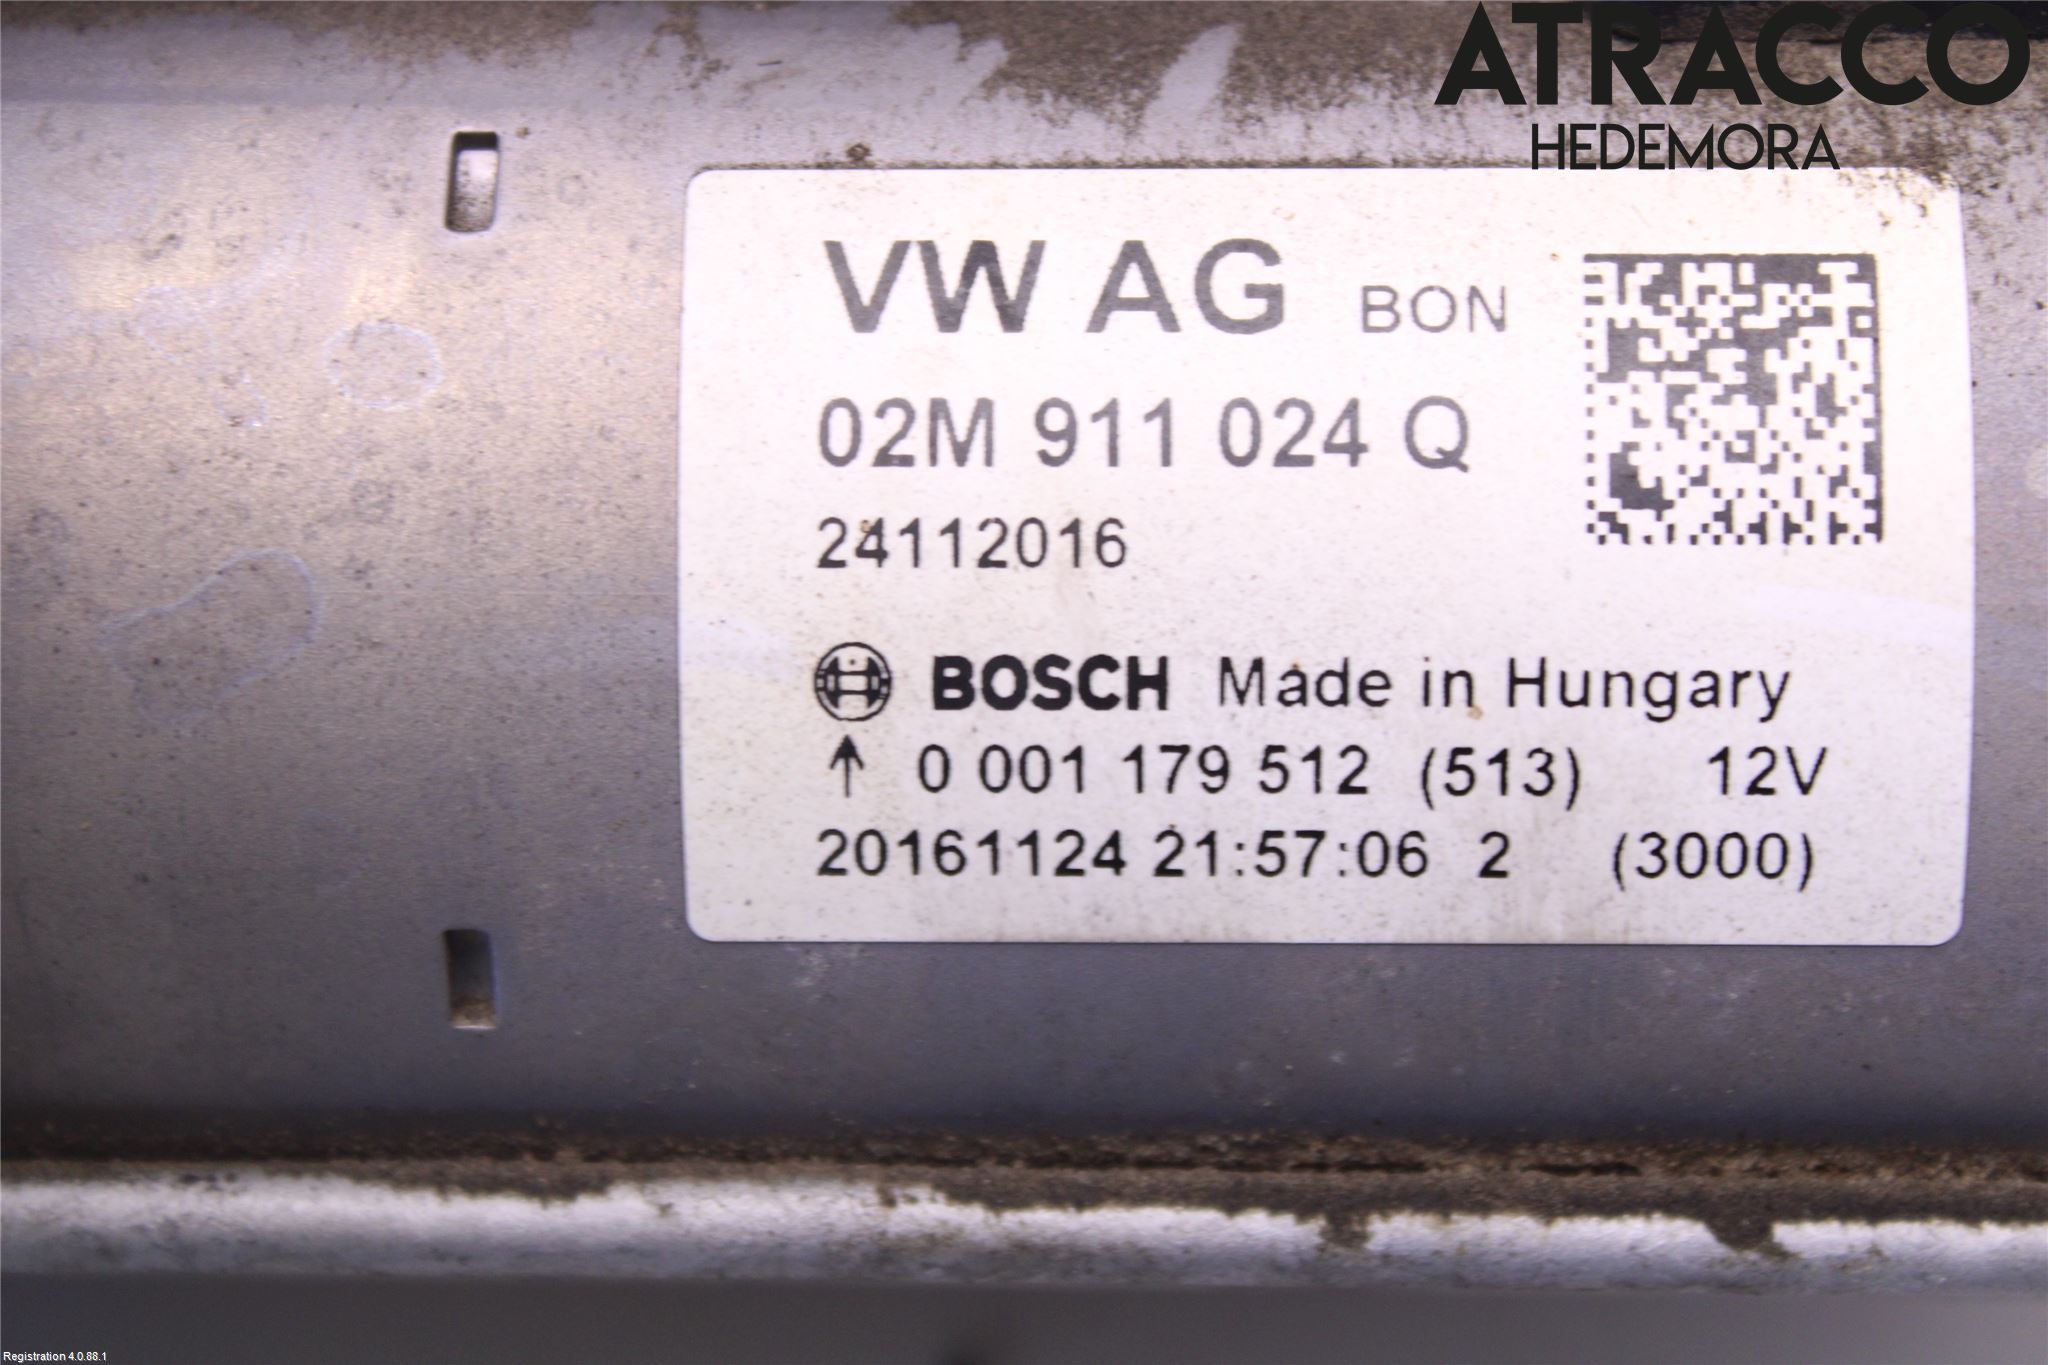 ATRACCO
HEDEMORA
VW AG BON
02M 911 024 Q
24112016
BOSCH Made in Hungary
↑ 0 001 179 512 (513) 12V
20161124 21:57:06 2 (3000)
Registration 4.0.88.1